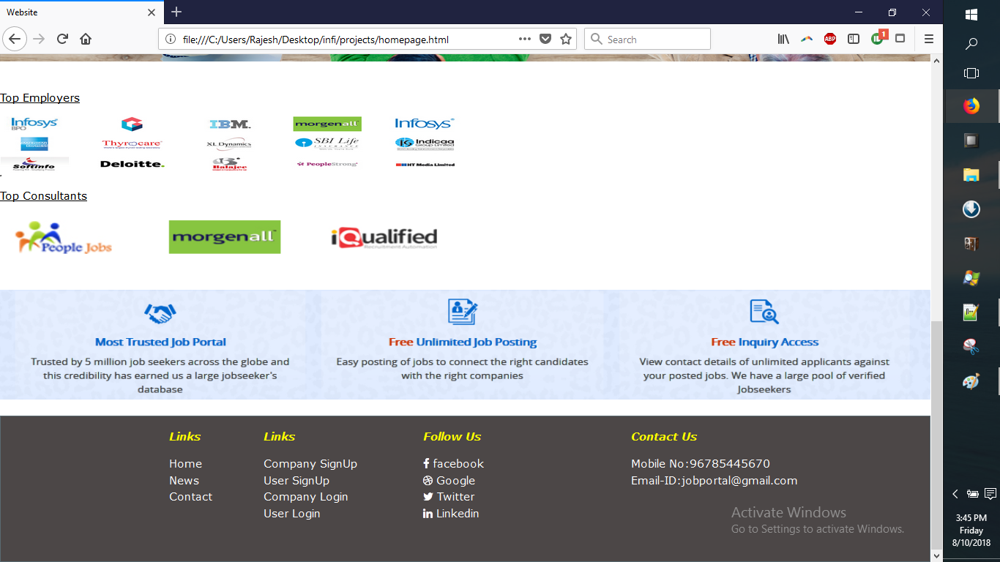 Website
file:///C:/Users/Rajesh/Desktop/infi/projects/homepage.html
Search
ABP
1
Top Employers
Infosys BPO
IBM.
morgenall
Infosys
Thyrocare
XL Dynamics
SBI Life
INSURANCE
Indicaa
Group Limited
Softinfo
Deloitte.
Balajee
PeopleStrong
HT Media Limited
Top Consultants
People Jobs
morgenall
iQualified
Recruitment Automation
Most Trusted Job Portal
Trusted by 5 million job seekers across the globe and
this credibility has earned us a large jobseeker's
database
Free Unlimited Job Posting
Easy posting of jobs to connect the right candidates
with the right companies
Free Inquiry Access
View contact details of unlimited applicants against
your posted jobs. We have a large pool of verified
Jobseekers
Links
Home
News
Contact
Links
Company SignUp
User SignUp
Company Login
User Login
Follow Us
facebook
Google
Twitter
Linkedin
Contact Us
Mobile No:96785445670
Email-ID:jobportal@gmail.com
Activate Windows
Go to Settings to activate Windows.
3:45 PM
Friday
8/10/2018